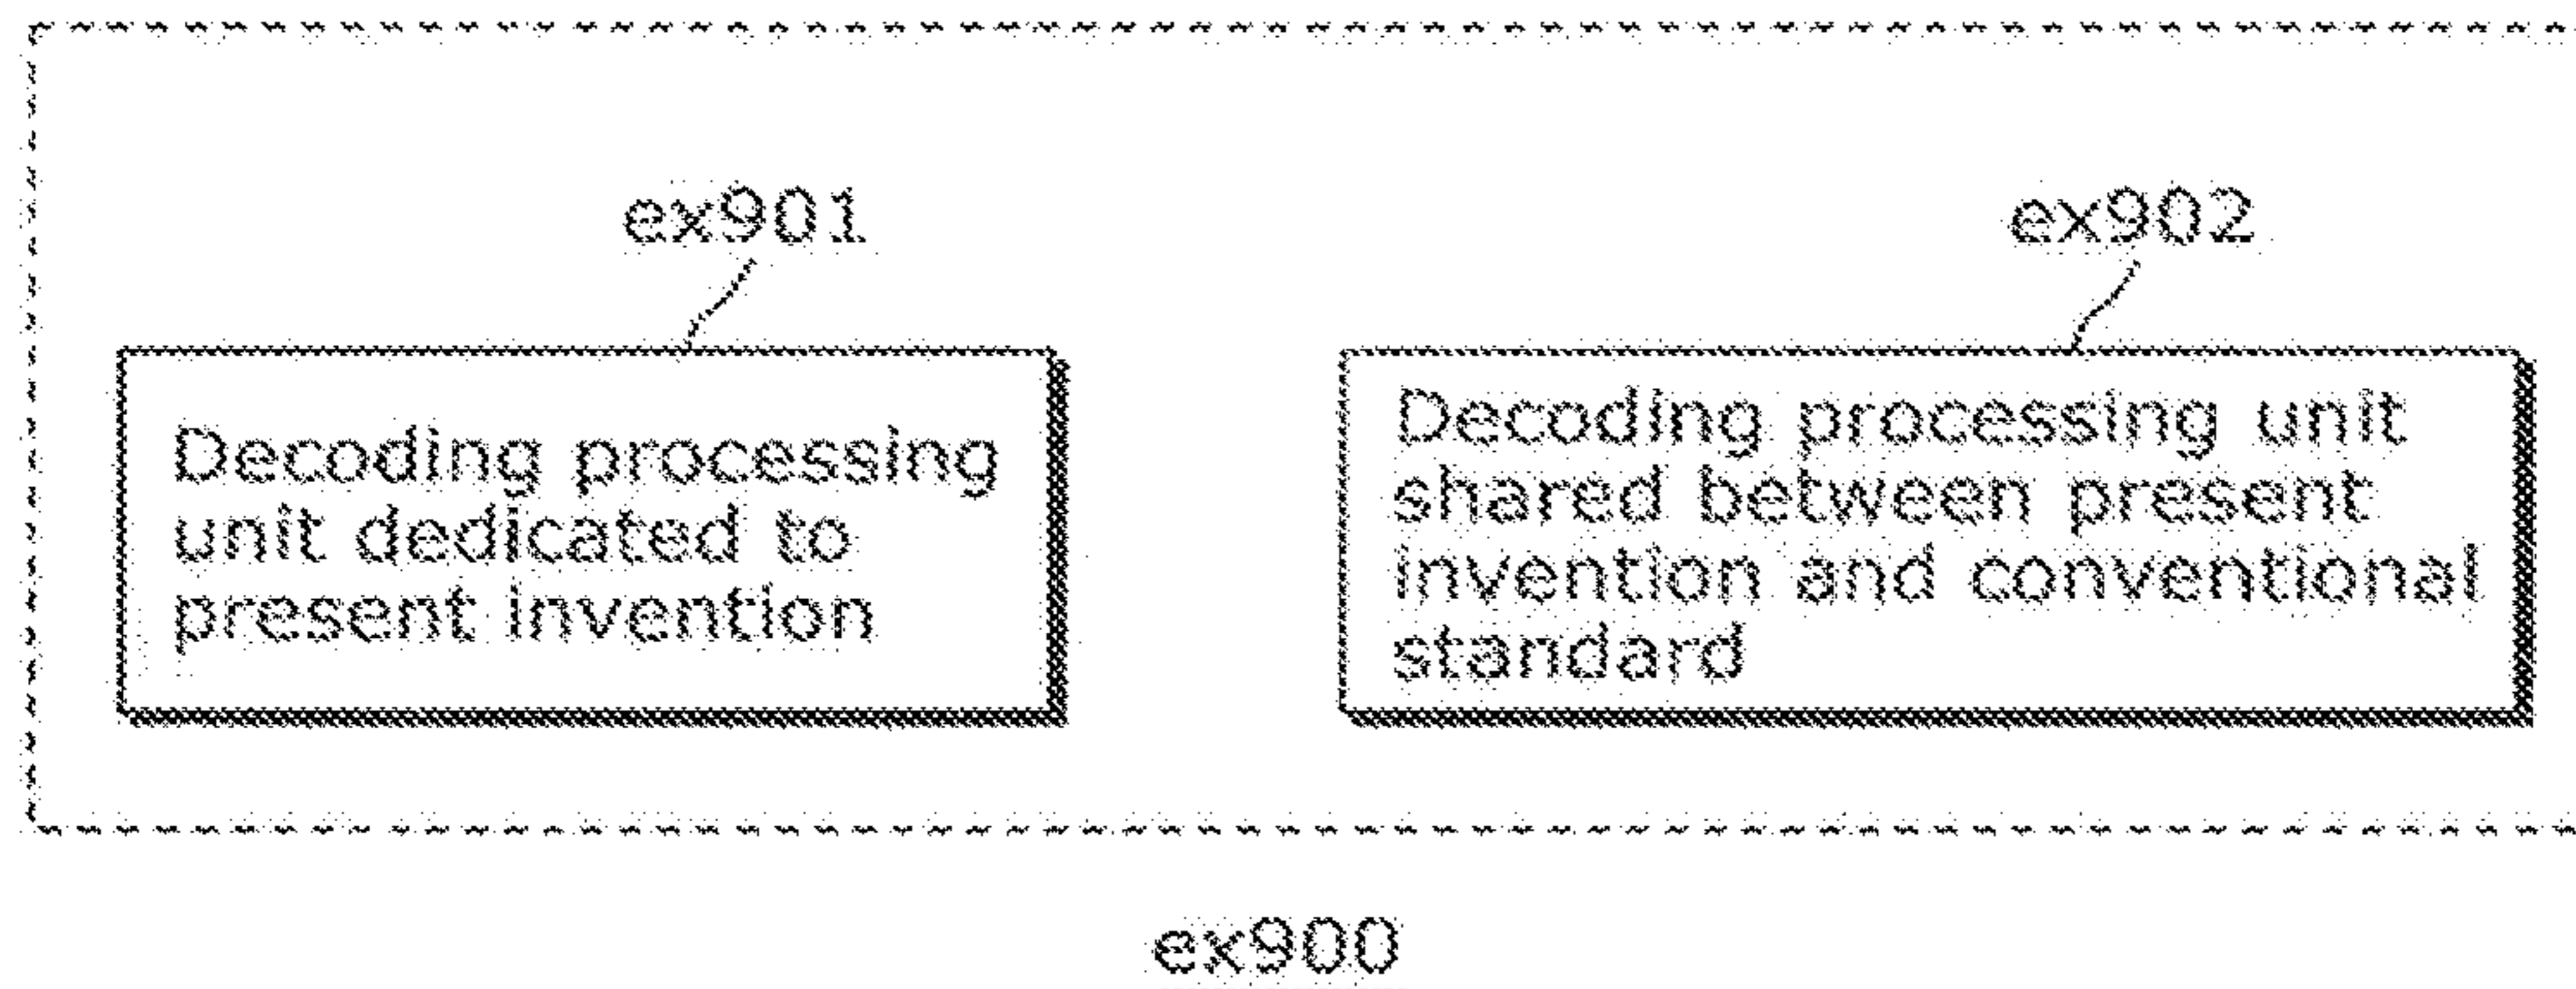 ex901
ex902
Decoding processing
unit dedicated to
present invention
Decoding processing unit
shared between present
invention and conventional
standard
ex900